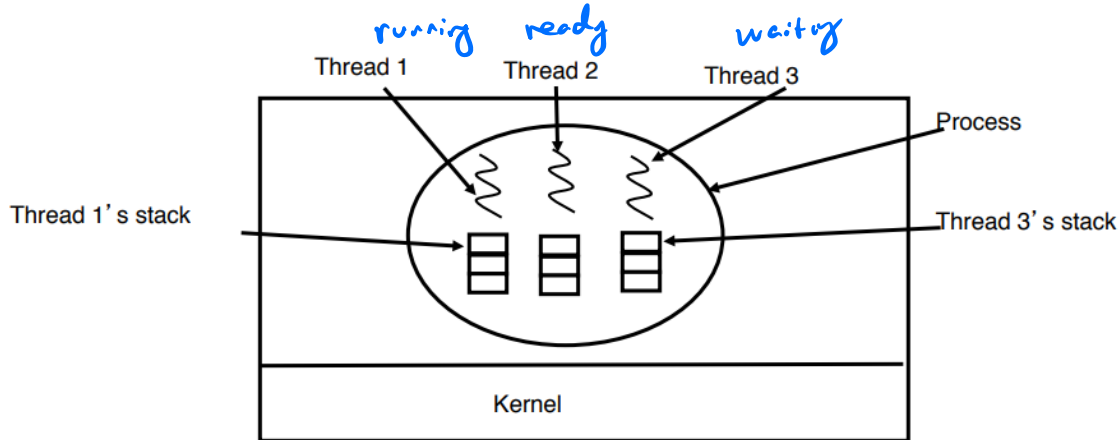 running ready waiting
Thread 1 Thread 2 Thread 3
Process
Thread 1's stack
Thread 3's stack
Kernel